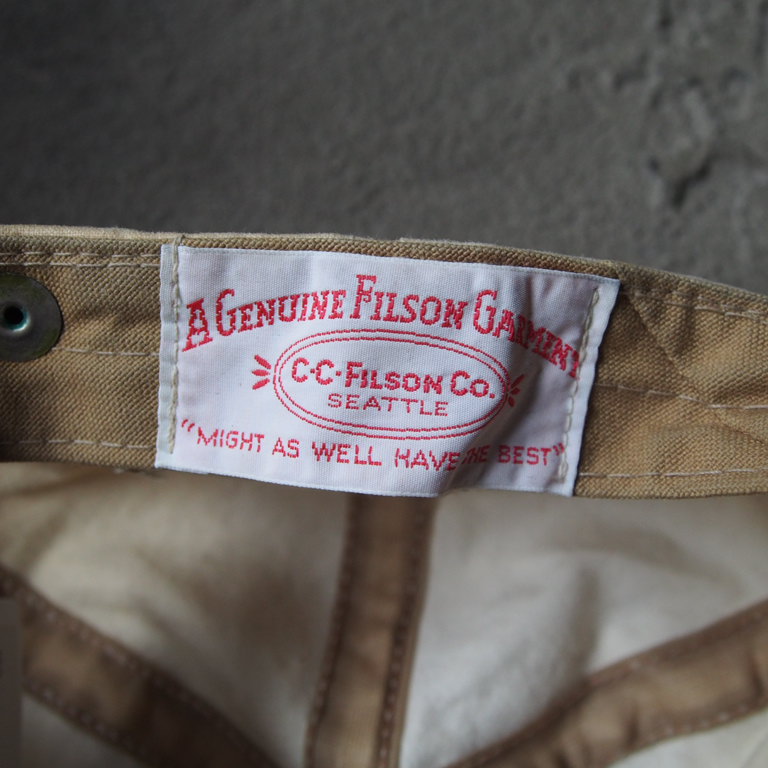 A GENUINE FILSON GARMENT
C·C·FILSON CO.
SEATTLE
"MIGHT AS WELL HAVE THE BEST"